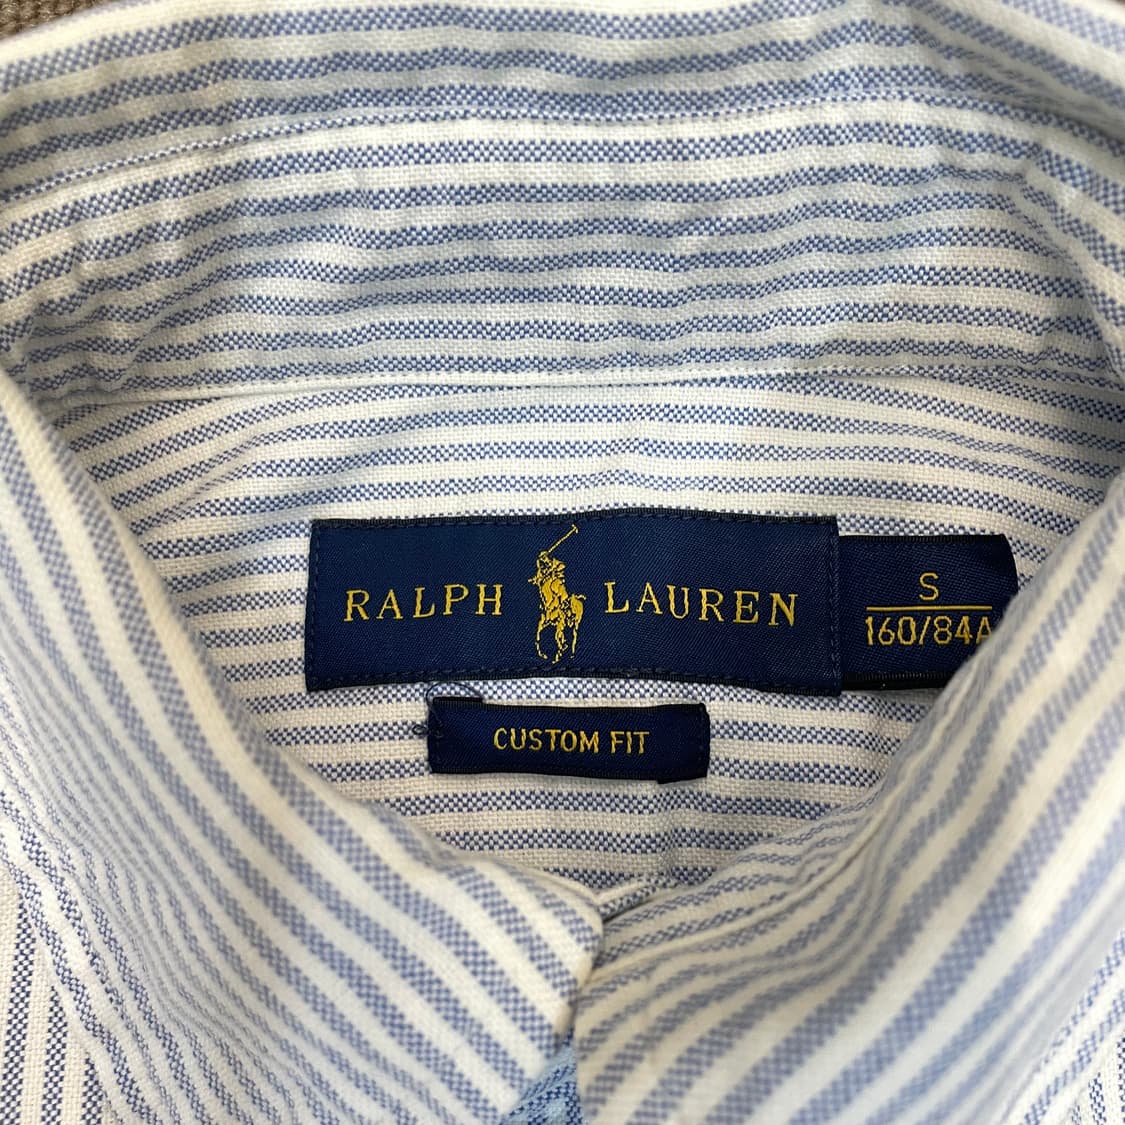 RALPH LAUREN
S
160/84A
CUSTOM FIT